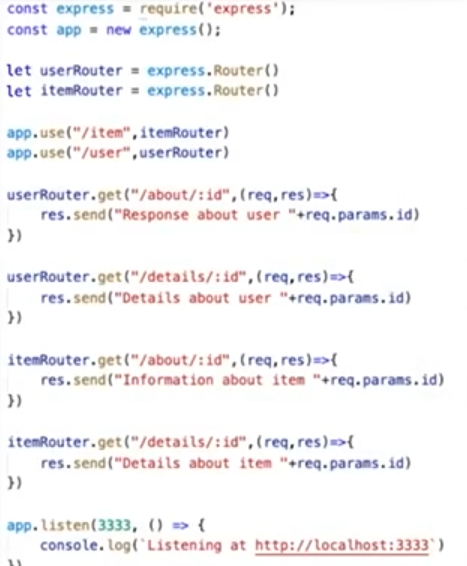 const express = require('express');
const app = new express();
let userRouter = express.Router()
let itemRouter = express.Router()
app.use("/item",itemRouter)
app.use("/user",userRouter)
userRouter.get("/about/:id",(req,res)=>{
    res.send("Response about user "+req.params.id)
})
userRouter.get("/details/:id",(req,res)=>{
    res.send("Details about user "+req.params.id)
})
itemRouter.get("/about/:id",(req,res)=>{
    res.send("Information about item "+req.params.id)
})
itemRouter.get("/details/:id",(req,res)=>{
    res.send("Details about item "+req.params.id)
})
app.listen(3333, () => {
    console.log(`Listening at http://localhost:3333`)
})